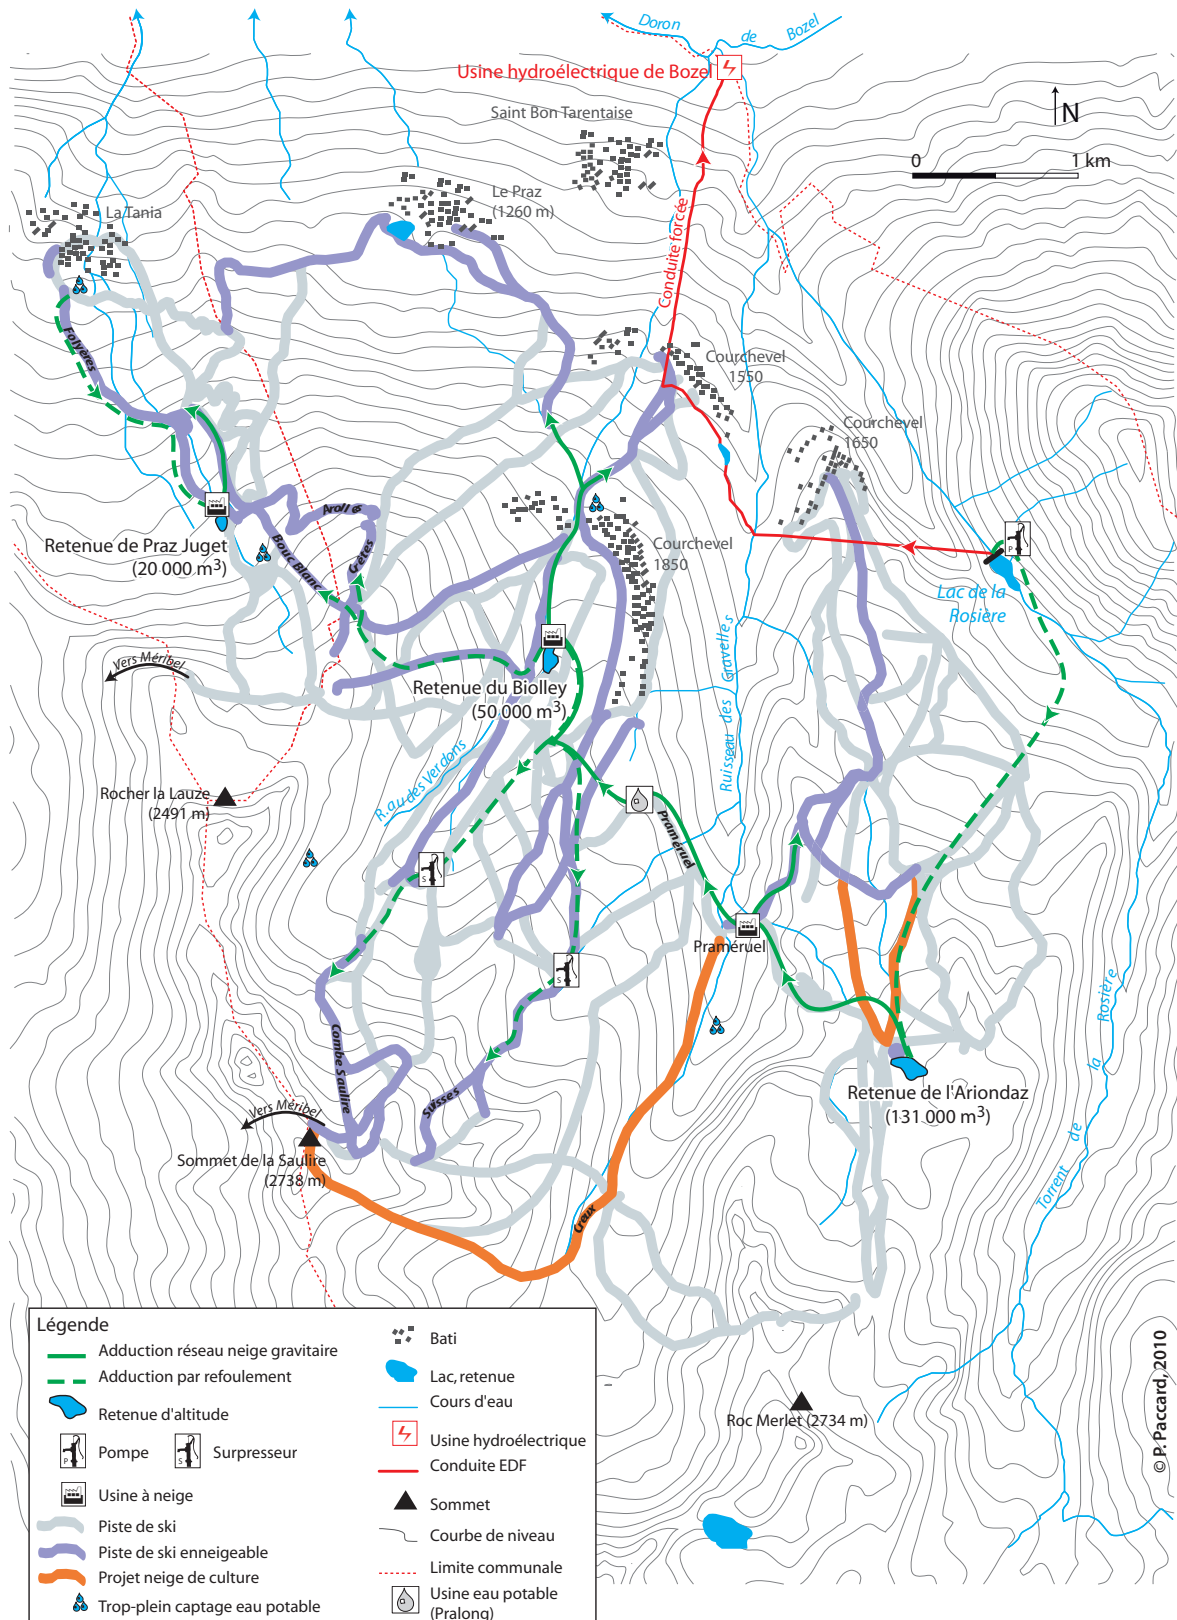 Doron
de
Bozel
Usine hydroélectrique de Bozel
Saint Bon Tarentaise
N
0
1 km
Le Praz
(1260 m)
La Tania
Conduite forcée
Folyères
Courchevel
1550
Courchevel
1650
Arolles
Retenue de Praz Juget
(20 000 m3)
Bouc Blanc
Gêtes
Courchevel
1850
Lac de la
Rosière
Vers Méribel
Retenue du Biolley
(50 000 m3)
Ruisseau des Gravelles
R.au des Verdons
Rocher la Lauze
(2491 m)
Praméruel
Praméruel
Combe Saulire
Suisses
Retenue de l'Ariondaz
(131 000 m3)
Torrent de la Rosière
Vers Méribel
Sommet de la Saulire
(2738 m)
Creux
Roc Merlet (2734 m)
© P. Paccard, 2010
Légende
Adduction réseau neige gravitaire
Adduction par refoulement
Retenue d'altitude
P
Pompe
S
Surpresseur
Usine à neige
Piste de ski
Piste de ski enneigeable
Projet neige de culture
Trop-plein captage eau potable
Bati
Lac, retenue
Cours d'eau
Usine hydroélectrique
Conduite EDF
Sommet
Courbe de niveau
Limite communale
Usine eau potable
(Pralong)